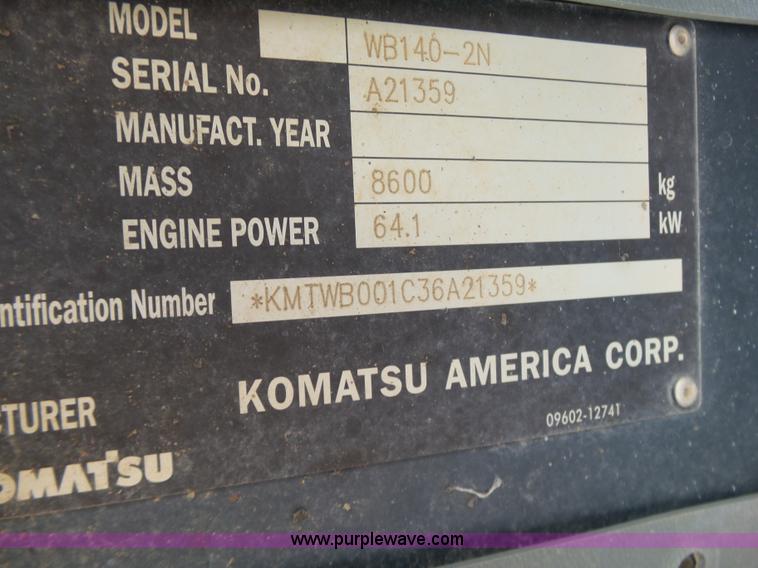 MODEL WB140-2N
SERIAL No. A21359
MANUFACT. YEAR
MASS 8600 kg
ENGINE POWER 64.1 kW
ntification Number *KMTWB001C36A21359*
CTURER KOMATSU AMERICA CORP.
09602-12741
OMATSU
www.purplewave.com